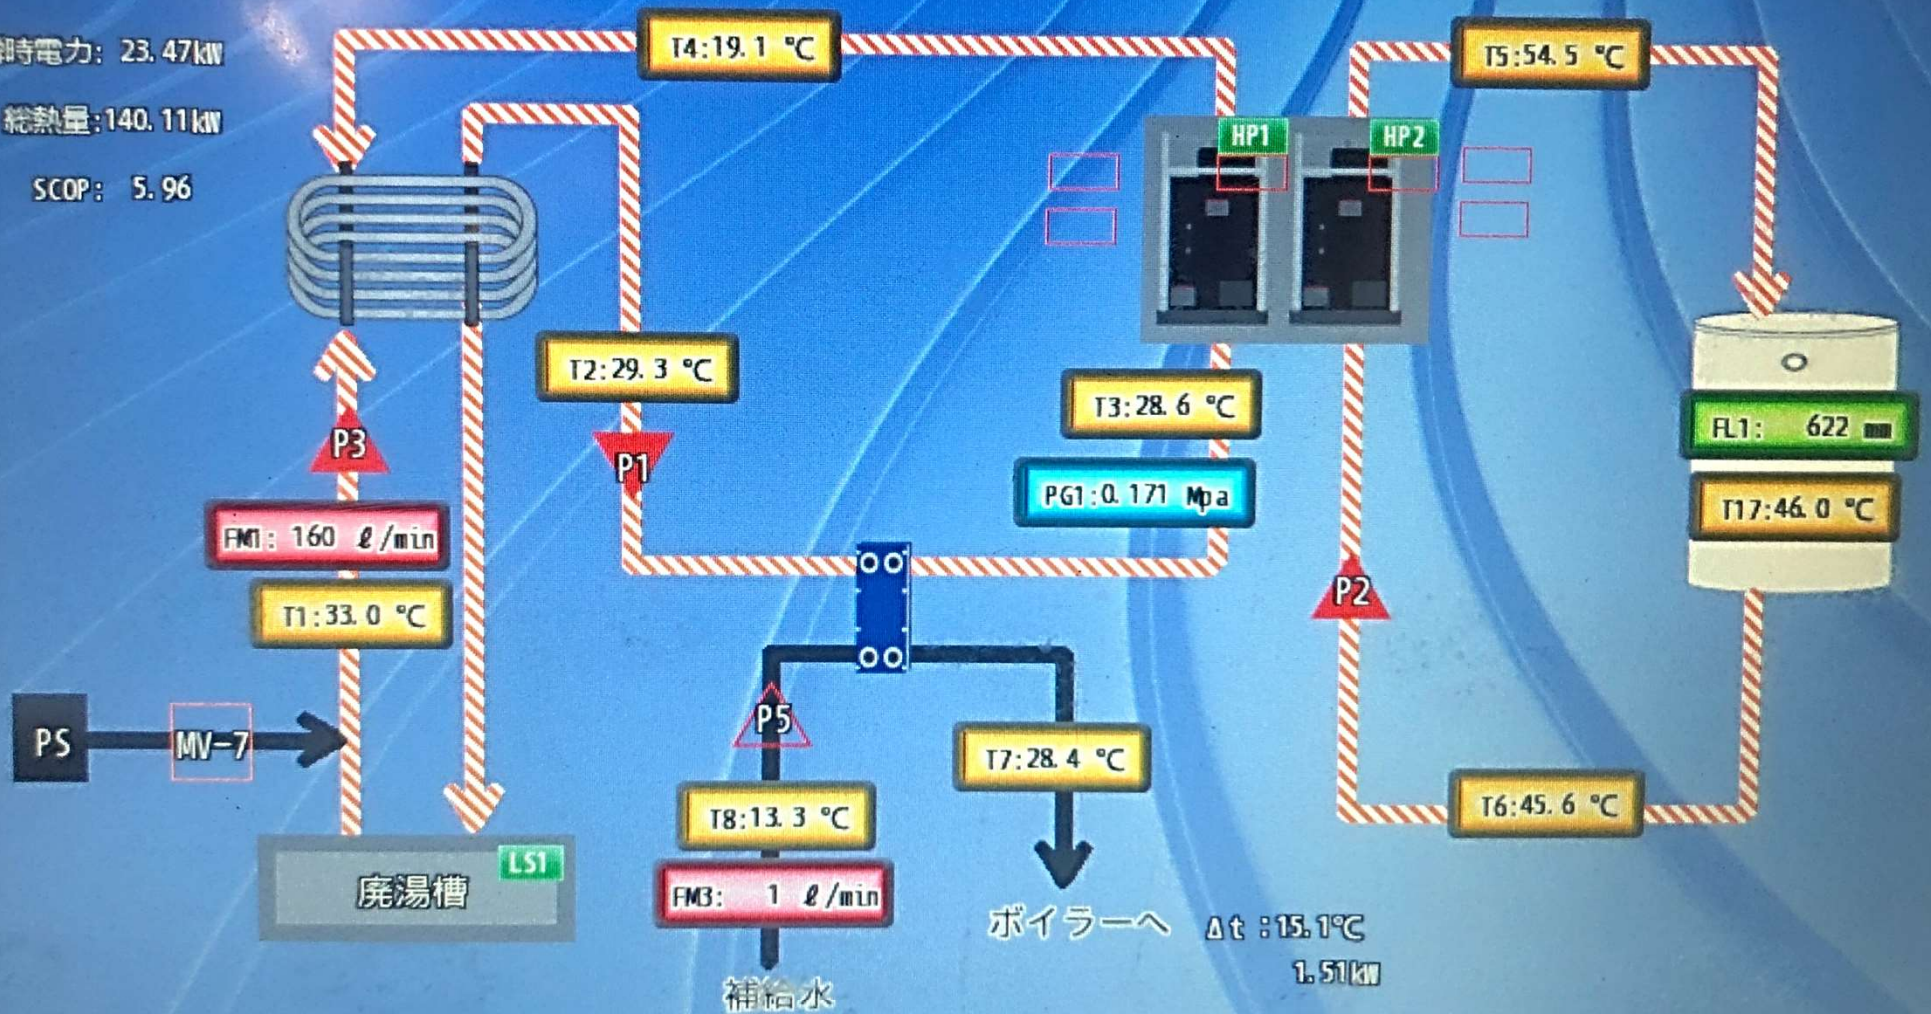 時電力: 23.47kW
総熱量:140.11kW
SCOP: 5.96
T4:19.1 ℃
T5:54.5 ℃
HP1
HP2
T2:29.3 ℃
T3:28.6 ℃
P3
P1
PG1:0.171 Mpa
FL1: 622 mm
T17:46.0 ℃
FM1: 160 ℓ/min
T1:33.0 ℃
P2
PS
MV-7
P5
T7:28.4 ℃
T8:13.3 ℃
T6:45.6 ℃
LS1
廃湯槽
FM3: 1 ℓ/min
ボイラーへ
Δt :15.1℃
1.51kW
補給水